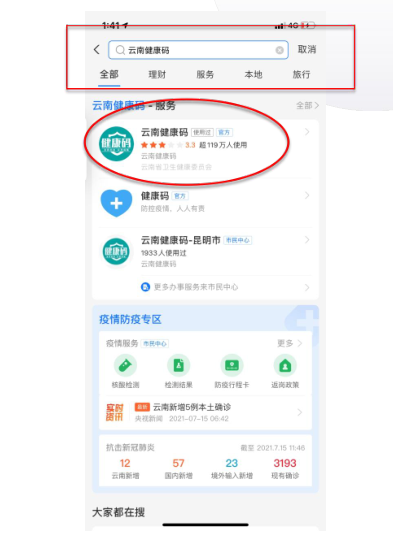 1:41 4G
云南健康码 取消
全部 理财 服务 本地 旅行
云南健康码 - 服务 全部
健康码 云南健康码 使用过 官方
3.3 超119万人使用
云南健康码
云南省卫生健康委员会
健康码 官方
防控疫情、人人有责
健康码 云南健康码-昆明市 市民中心
1933人使用过
云南健康码
更多办事服务来市民中心
疫情防疫专区
疫情服务 市民中心 更多
核酸检测 检测结果 防疫行程卡 返岗政策
实时资讯 云南新增5例本土确诊
央视新闻 2021-07-15 06:42
抗击新冠肺炎 截至 2021.7.15 11:46
12 57 23 3193
云南新增 国内新增 境外输入新增 现有确诊
大家都在搜